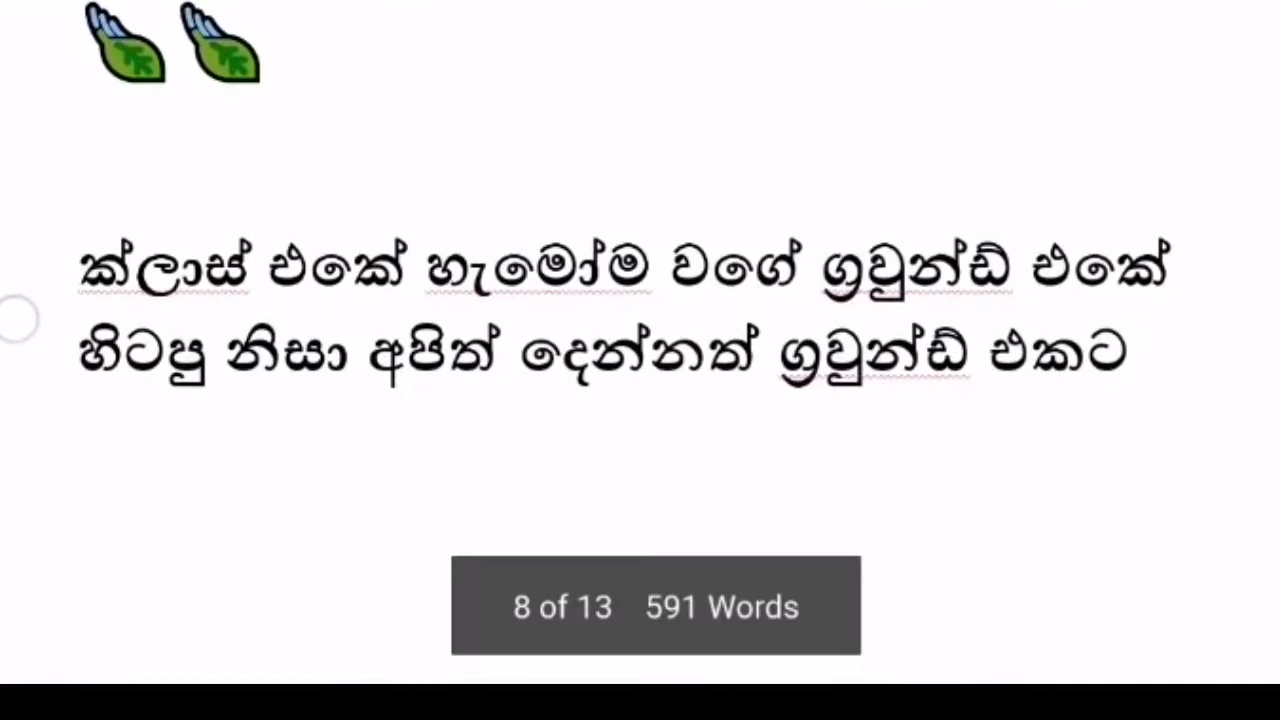 ක්ලාස් එකේ හැමෝම වගේ ග්‍රවුන්ඩ් එකේ
හිටපු නිසා අපිත් දෙන්නත් ග්‍රවුන්ඩ් එකට
8 of 13 591 Words